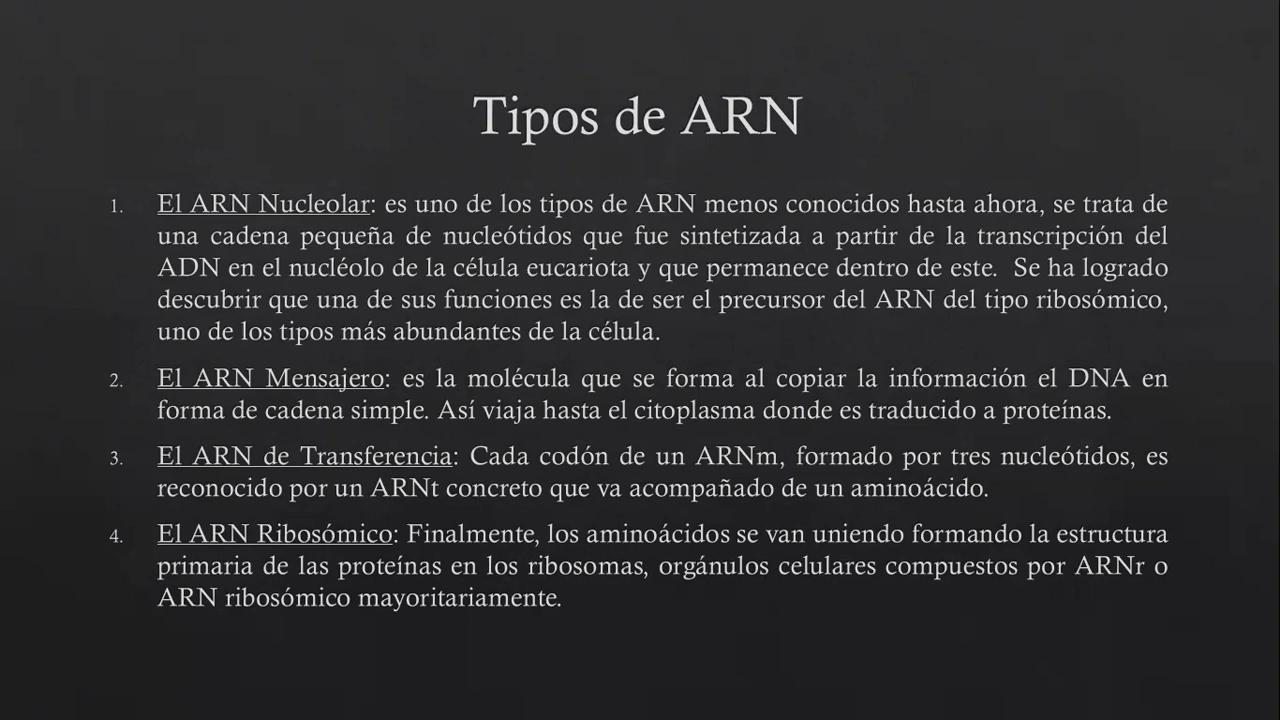 Tipos de ARN
1. El ARN Nucleolar: es uno de los tipos de ARN menos conocidos hasta ahora, se trata de
una cadena pequeña de nucleótidos que fue sintetizada a partir de la transcripción del
ADN en el nucléolo de la célula eucariota y que permanece dentro de este.  Se ha logrado
descubrir que una de sus funciones es la de ser el precursor del ARN del tipo ribosómico,
uno de los tipos más abundantes de la célula.
2. El ARN Mensajero: es la molécula que se forma al copiar la información el DNA en
forma de cadena simple. Así viaja hasta el citoplasma donde es traducido a proteínas.
3. El ARN de Transferencia: Cada codón de un ARNm, formado por tres nucleótidos, es
reconocido por un ARNt concreto que va acompañado de un aminoácido.
4. El ARN Ribosómico: Finalmente, los aminoácidos se van uniendo formando la estructura
primaria de las proteínas en los ribosomas, orgánulos celulares compuestos por ARNr o
ARN ribosómico mayoritariamente.